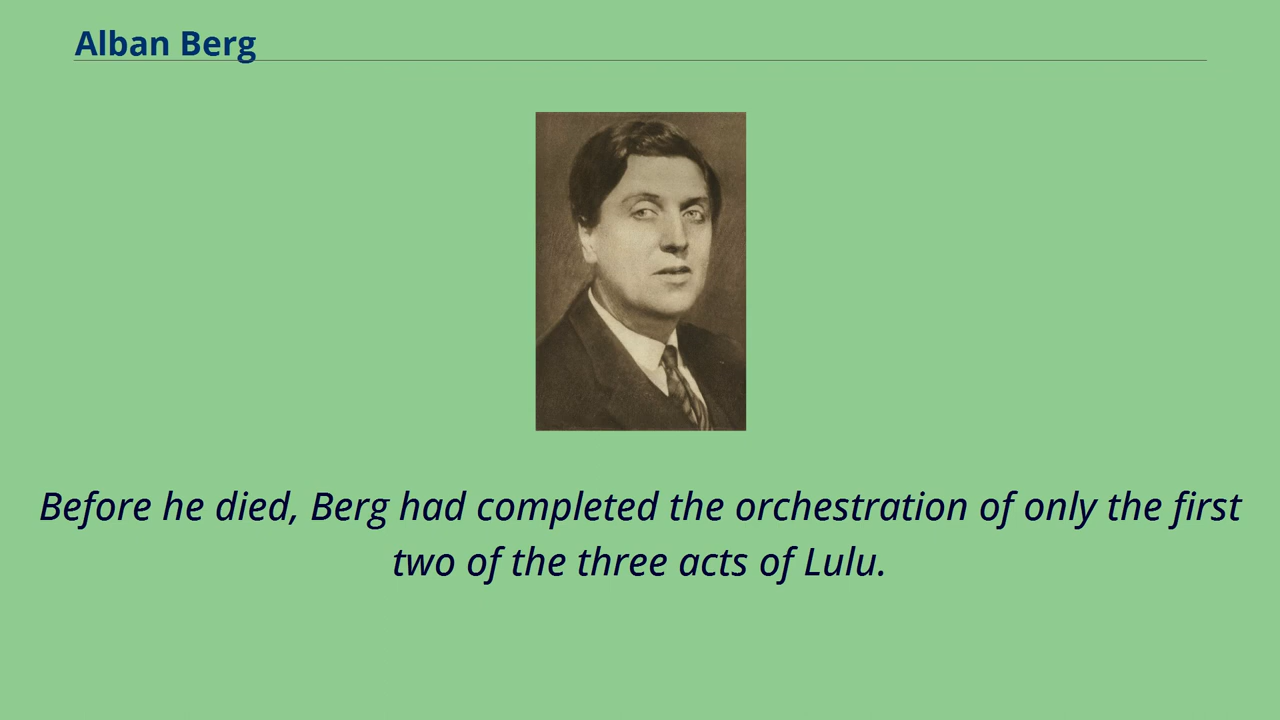 Alban Berg
Before he died, Berg had completed the orchestration of only the first
two of the three acts of Lulu.